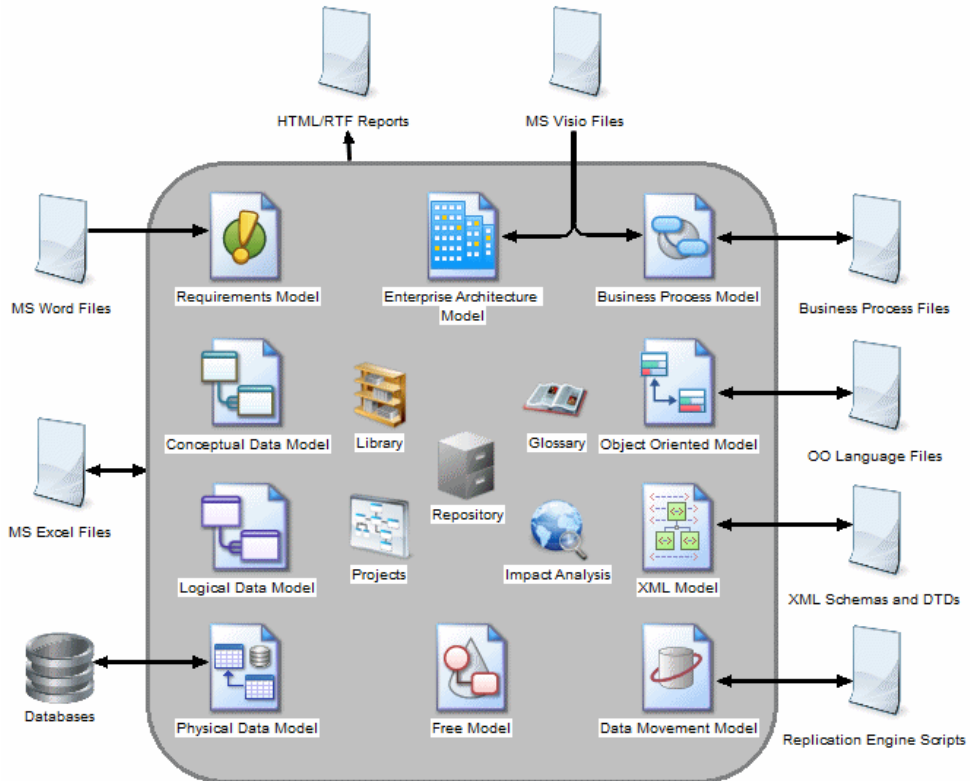 HTML/RTF Reports
MS Visio Files
MS Word Files
Requirements Model
Enterprise Architecture
Model
Business Process Model
Business Process Files
Conceptual Data Model
Library
Glossary
Object Oriented Model
OO Language Files
MS Excel Files
Repository
Logical Data Model
Projects
Impact Analysis
XML Model
XML Schemas and DTDs
Databases
Physical Data Model
Free Model
Data Movement Model
Replication Engine Scripts